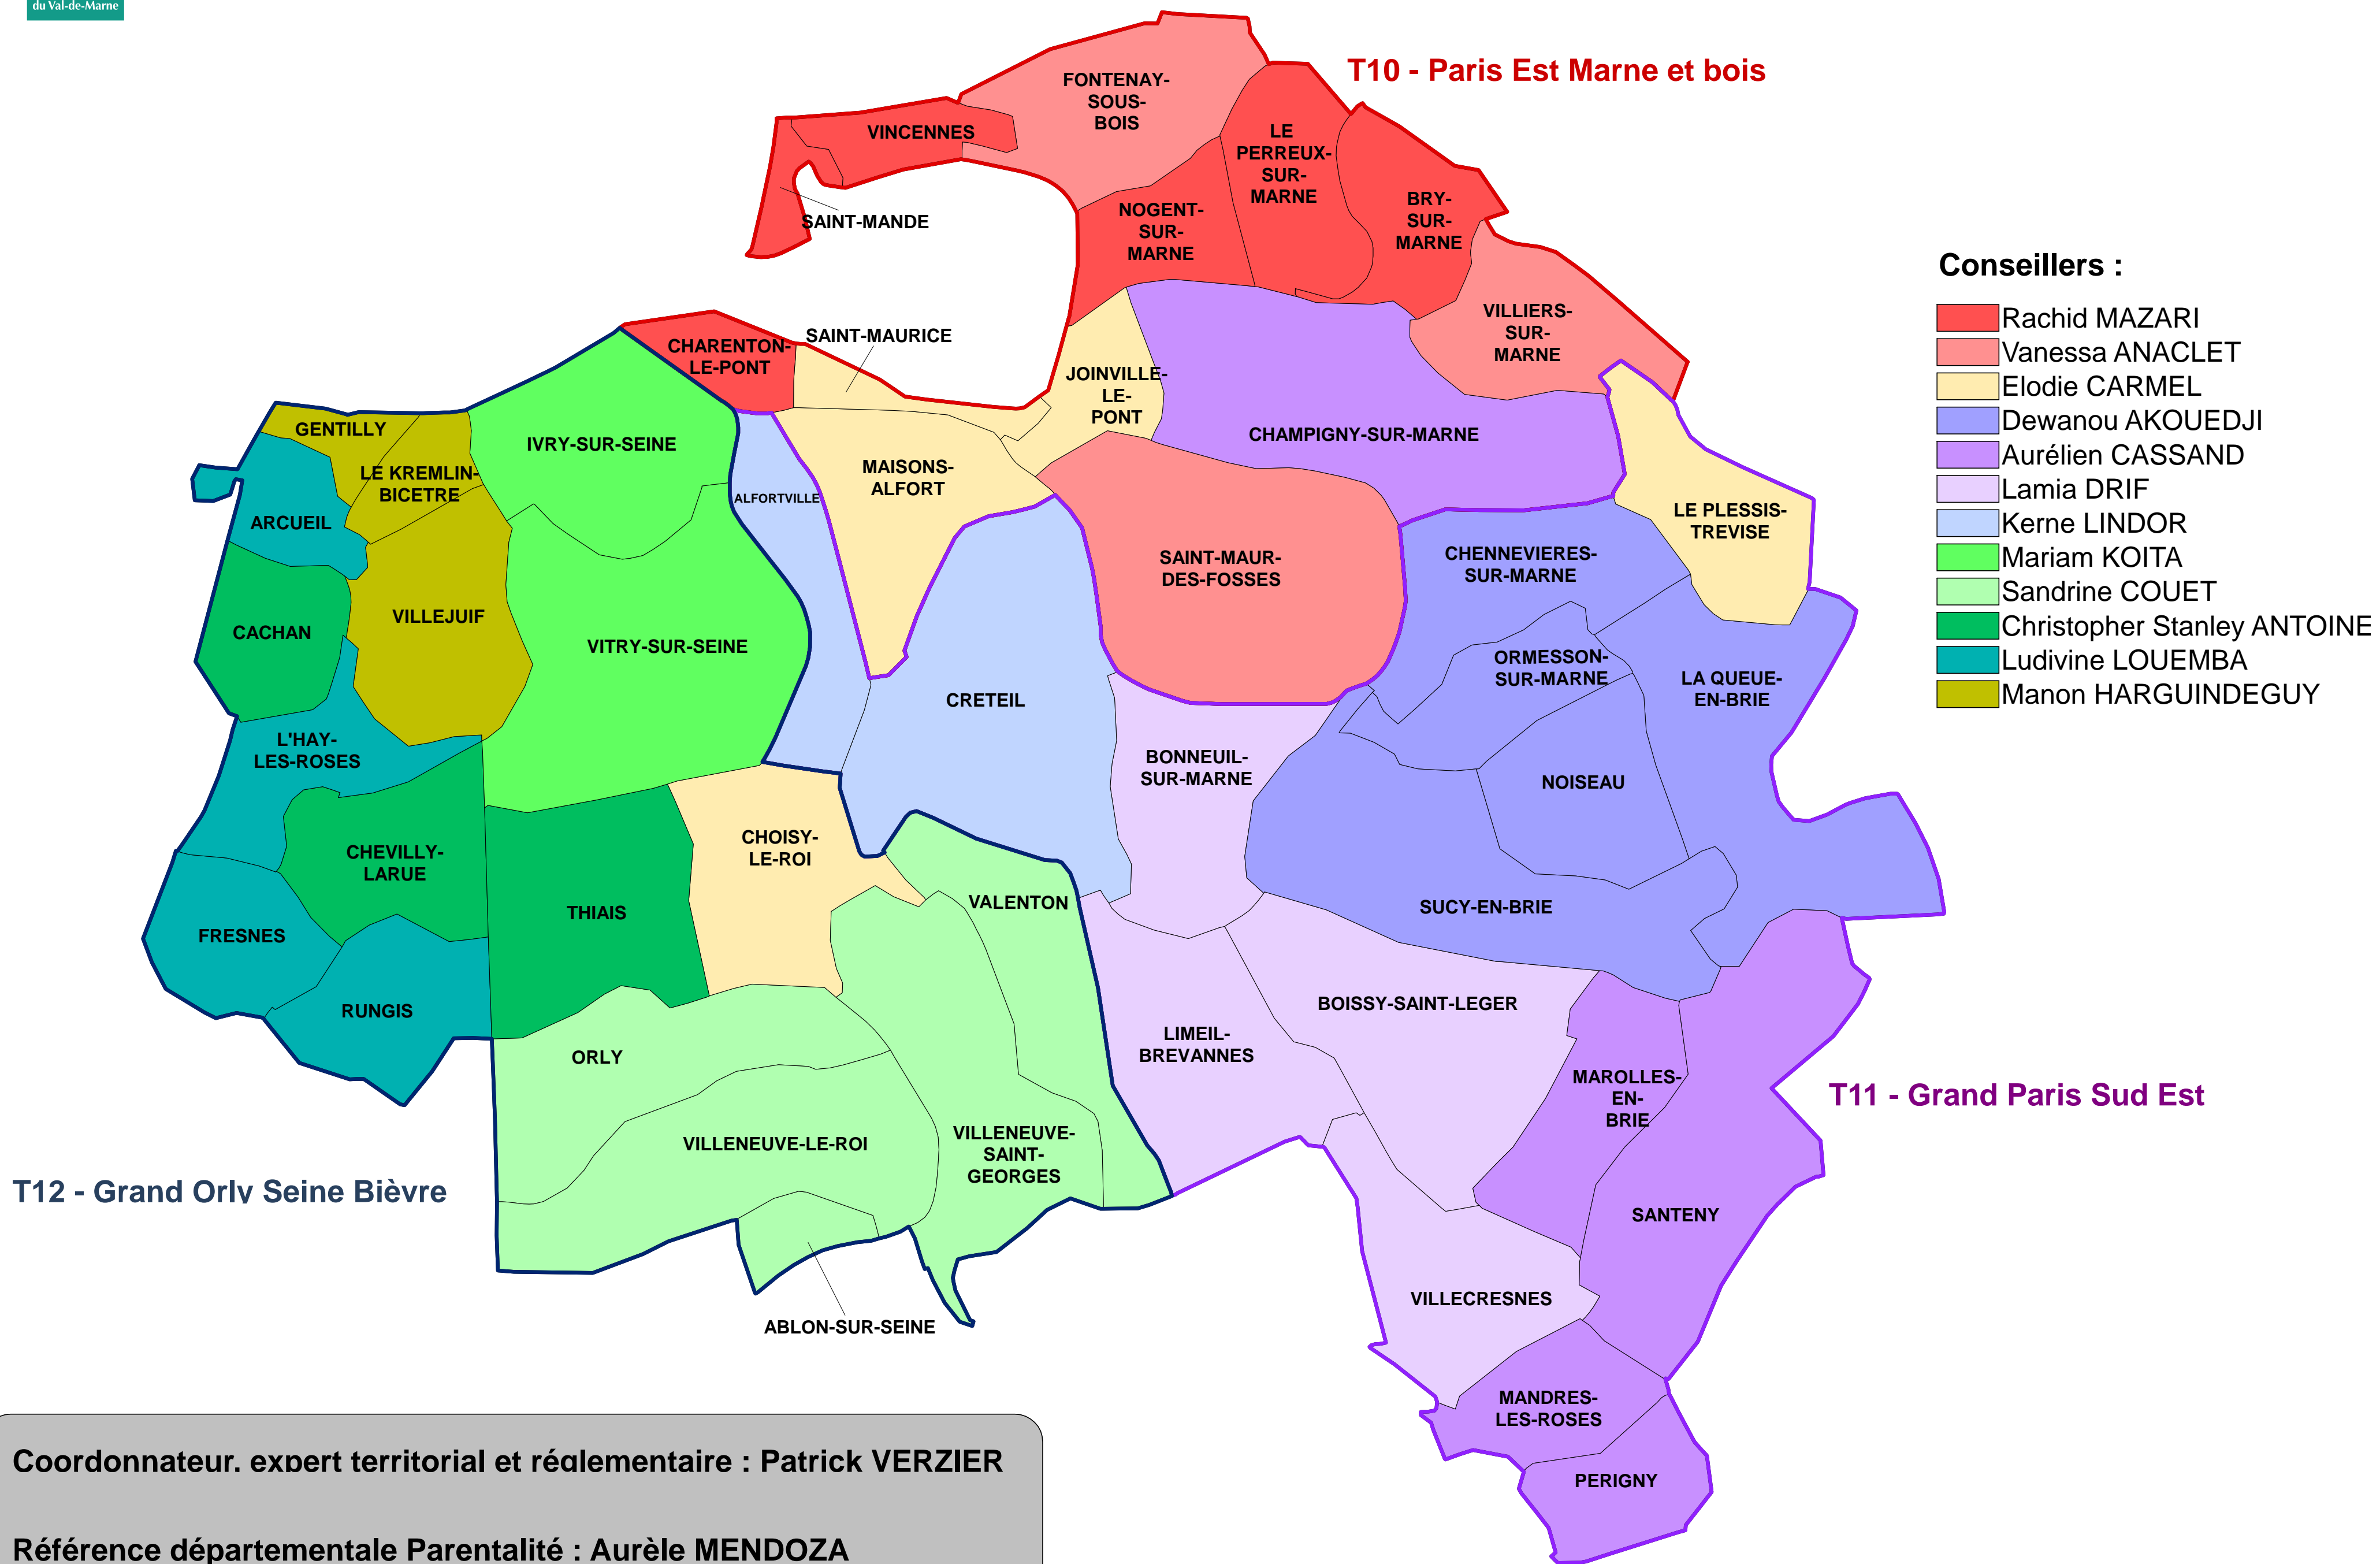 du Val-de-Marne
T10 - Paris Est Marne et bois
FONTENAY-
SOUS-
BOIS
VINCENNES
LE
PERREUX-
SUR-
MARNE
SAINT-MANDE
NOGENT-
SUR-
MARNE
BRY-
SUR-
MARNE
VILLIERS-
SUR-
MARNE
CHARENTON-
LE-PONT
SAINT-MAURICE
JOINVILLE-
LE-
PONT
CHAMPIGNY-SUR-MARNE
GENTILLY
LE KREMLIN-
BICETRE
IVRY-SUR-SEINE
ALFORTVILLE
MAISONS-
ALFORT
ARCUEIL
LE PLESSIS-
TREVISE
SAINT-MAUR-
DES-FOSSES
CHENNEVIERES-
SUR-MARNE
CACHAN
VILLEJUIF
VITRY-SUR-SEINE
CRETEIL
ORMESSON-
SUR-MARNE
LA QUEUE-
EN-BRIE
L'HAY-
LES-ROSES
BONNEUIL-
SUR-MARNE
NOISEAU
CHEVILLY-
LARUE
CHOISY-
LE-ROI
THIAIS
VALENTON
SUCY-EN-BRIE
FRESNES
RUNGIS
BOISSY-SAINT-LEGER
LIMEIL-
BREVANNES
ORLY
MAROLLES-
EN-
BRIE
VILLENEUVE-LE-ROI
VILLENEUVE-
SAINT-
GEORGES
SANTENY
VILLECRESNES
ABLON-SUR-SEINE
MANDRES-
LES-ROSES
PERIGNY
Conseillers :
Rachid MAZARI
Vanessa ANACLET
Elodie CARMEL
Dewanou AKOUEDJI
Aurélien CASSAND
Lamia DRIF
Kerne LINDOR
Mariam KOITA
Sandrine COUET
Christopher Stanley ANTOINE
Ludivine LOUEMBA
Manon HARGUINDEGUY
T11 - Grand Paris Sud Est
T12 - Grand Orly Seine Bièvre
Coordonnateur, expert territorial et réglementaire : Patrick VERZIER
Référence départementale Parentalité : Aurèle MENDOZA